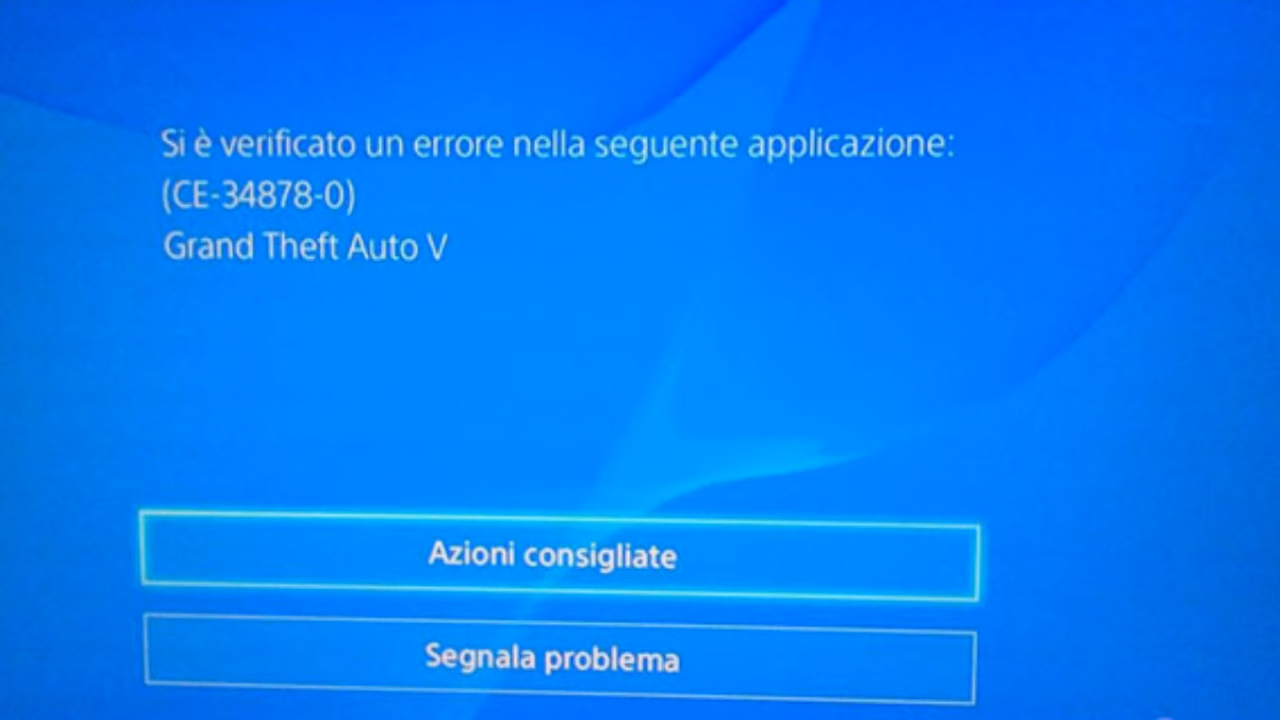 Si è verificato un errore nella seguente applicazione:
(CE-34878-0)
Grand Theft Auto V
Azioni consigliate
Segnala problema